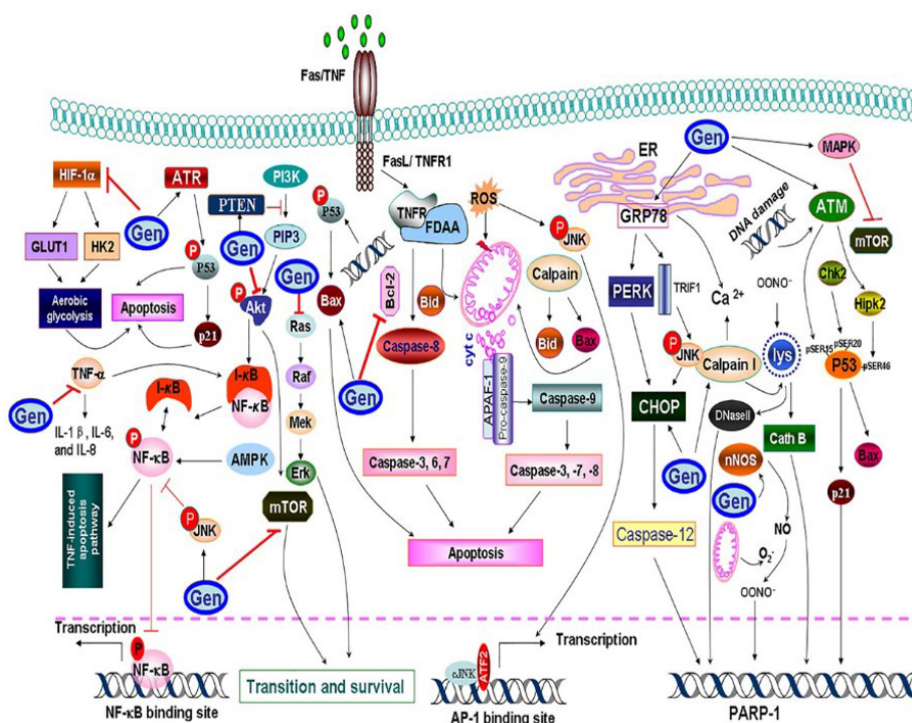 Fas/TNF
FasL/ TNFR1
HIF-1α
ATR
PI3K
PTEN
P
P53
TNFR
FDAA
ROS
ER
Gen
MAPK
GRP78
Gen
GLUT1
HK2
Gen
PIP3
P
JNK
DNA damage
ATM
mTOR
P
P53
Gen
Calpain
PERK
TRIF1
Ca 2+
OONO-
Chk2
Hipk2
Aerobic
glycolysis
Apoptosis
P
Akt
Ras
Bax
Bcl-2
Bid
cyt c
Bid
Bax
p21
Caspase-8
P
JNK
Calpain I
lys
pSER15
pSER20
P53
pSER46
TNF-α
I-κB
I-κB
NF-κB
Raf
Gen
APAF-1
Pro-caspase-9
Caspase-9
CHOP
DNaseII
Cath B
Gen
IL-1 β, IL-6,
and IL-8
P
NF-κB
AMPK
Mek
Erk
Caspase-3, 6, 7
Caspase-3, -7, -8
Gen
nNOS
Gen
Bax
p21
TNF-induced
apoptosis
pathway
P
JNK
mTOR
Apoptosis
Caspase-12
NO
O2-
OONO-
Gen
Transcription
P
NF-κB
NF-κB binding site
Transition and survival
cJNK
ATF2
Transcription
AP-1 binding site
PARP-1